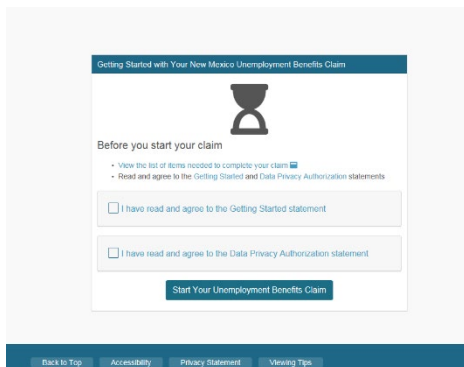 Getting Started with Your New Mexico Unemployment Benefits Claim
Before you start your claim
• View the list of items needed to complete your claim
• Read and agree to the Getting Started and Data Privacy Authorization statements
I have read and agree to the Getting Started statement
I have read and agree to the Data Privacy Authorization statement
Start Your Unemployment Benefits Claim
Back to Top Accessibility Privacy Statement Viewing Tips